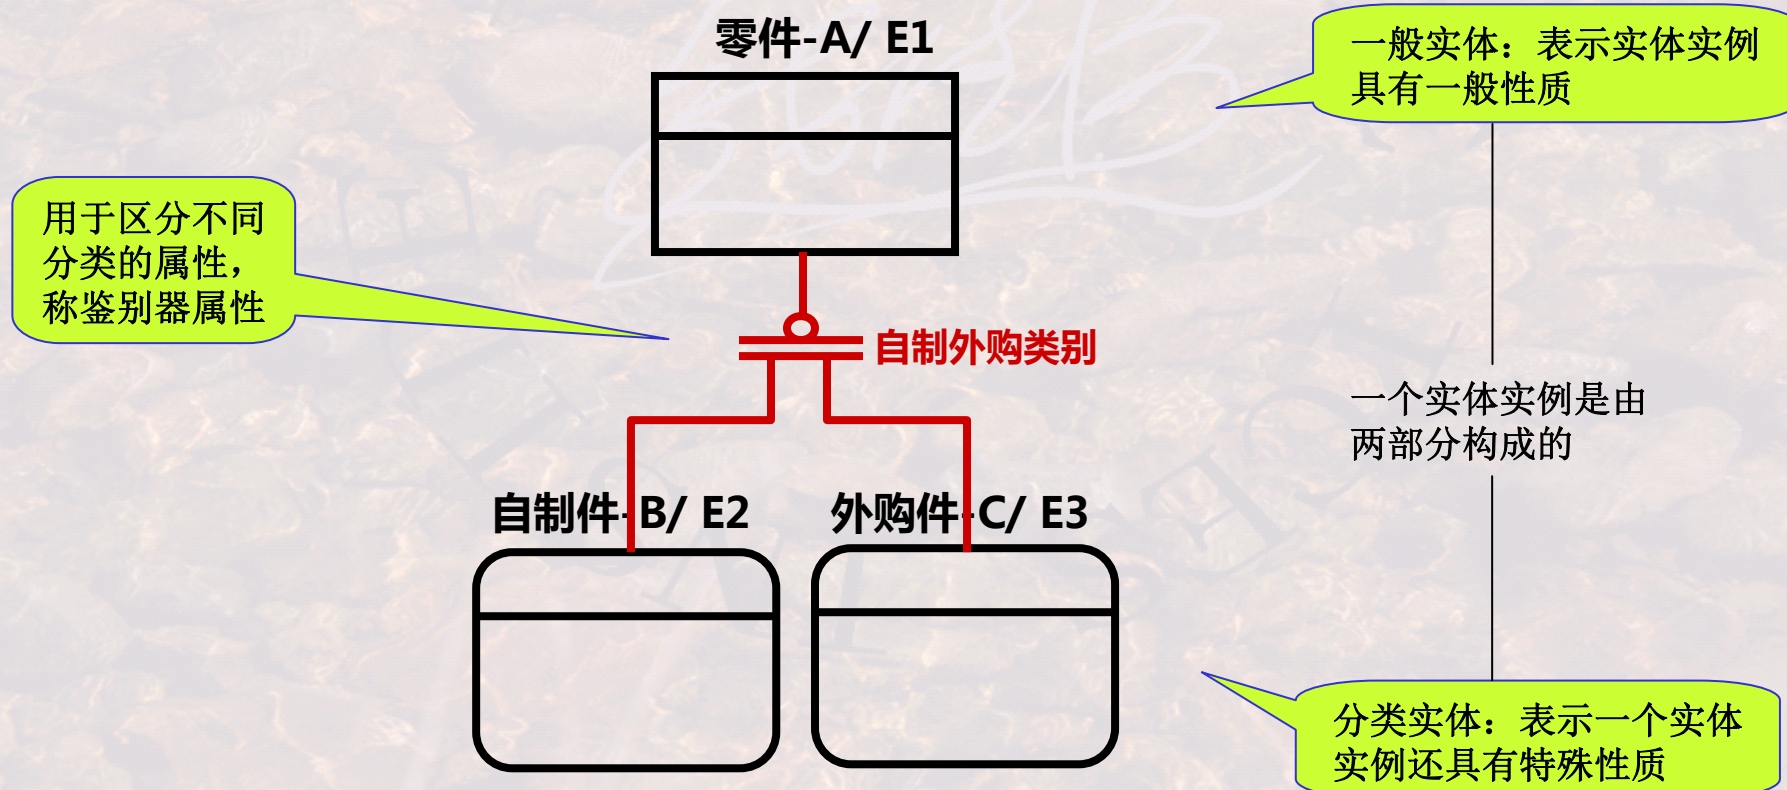 零件-A/ E1
一般实体：表示实体实例
具有一般性质
用于区分不同
分类的属性，
称鉴别器属性
自制外购类别
一个实体实例是由
两部分构成的
自制件-B/ E2
外购件-C/ E3
分类实体：表示一个实体
实例还具有特殊性质